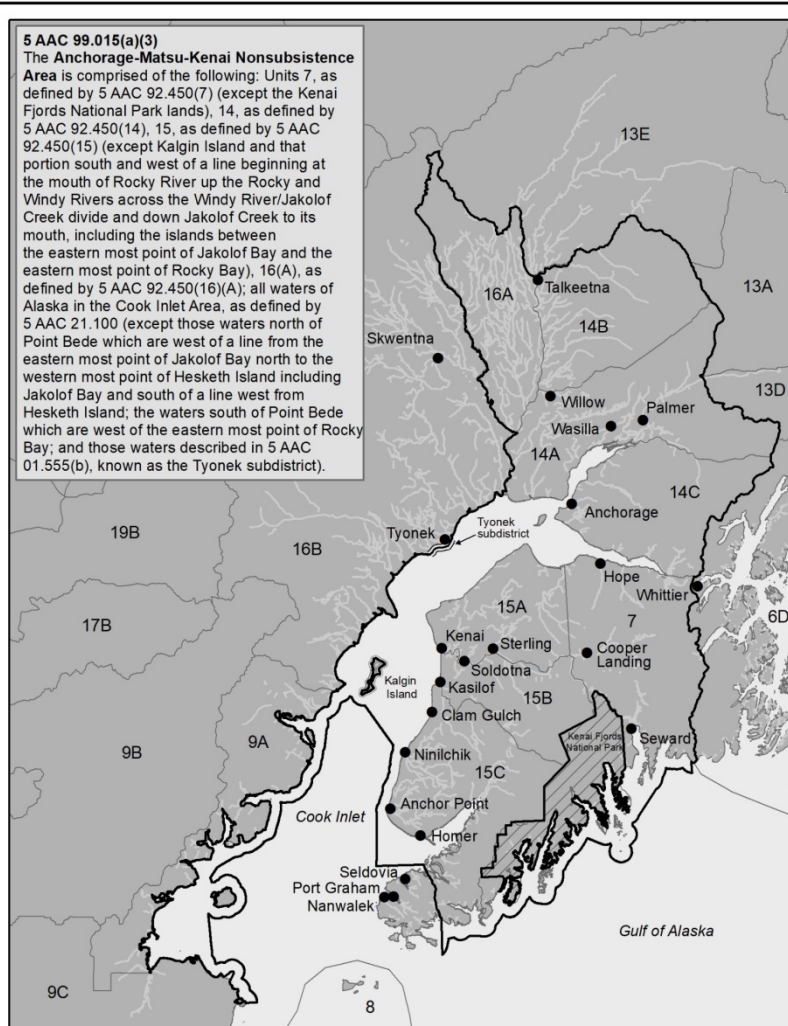 5 AAC 99.015(a)(3)
The Anchorage-Matsu-Kenai Nonsubsistence
Area is comprised of the following: Units 7, as
defined by 5 AAC 92.450(7) (except the Kenai
Fjords National Park lands), 14, as defined by
5 AAC 92.450(14), 15, as defined by 5 AAC
92.450(15) (except Kalgin Island and that
portion south and west of a line beginning at
the mouth of Rocky River up the Rocky and
Windy Rivers across the Windy River/Jakolof
Creek divide and down Jakolof Creek to its
mouth, including the islands between
the eastern most point of Jakolof Bay and the
eastern most point of Rocky Bay), 16(A), as
defined by 5 AAC 92.450(16)(A); all waters of
Alaska in the Cook Inlet Area, as defined by
5 AAC 21.100 (except those waters north of
Point Bede which are west of a line from the
eastern most point of Jakolof Bay north to the
western most point of Hesketh Island including
Jakolof Bay and south of a line west from
Hesketh Island; the waters south of Point Bede
which are west of the eastern most point of Rocky
Bay; and those waters described in 5 AAC
01.555(b), known as the Tyonek subdistrict).
13E
16A
Talkeetna
13A
14B
Skwentna
13D
Willow
Palmer
Wasilla
14A
14C
Anchorage
19B
16B
Tyonek
Tyonek
subdistrict
Hope
Whittier
6D
15A
7
17B
Kenai
Sterling
Cooper
Landing
Soldotna
Kalgin
Island
Kasilof
15B
Clam Gulch
9A
9B
Kenai Fjords
National Park
Seward
Ninilchik
15C
Anchor Point
Cook Inlet
Homer
Seldovia
Port Graham
Nanwalek
Gulf of Alaska
9C
8